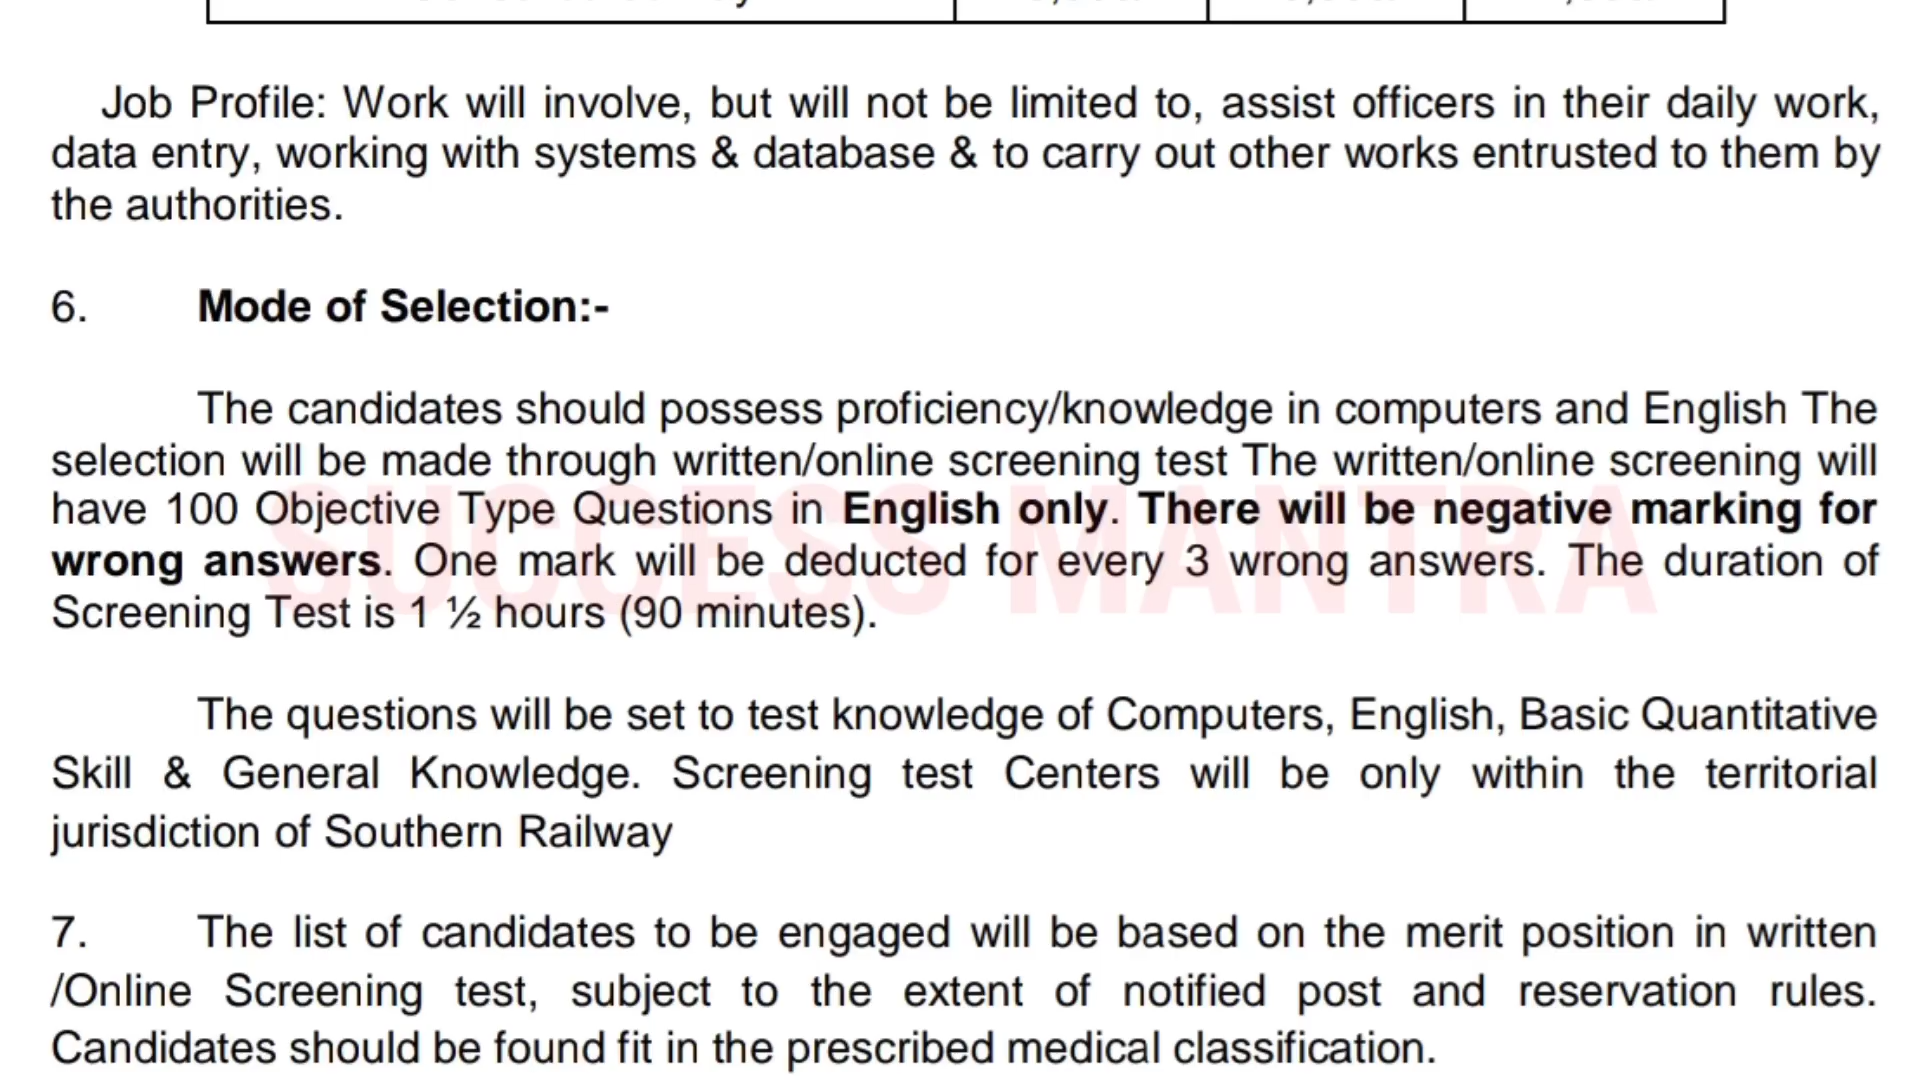 Job Profile: Work will involve, but will not be limited to, assist officers in their daily work,
data entry, working with systems & database & to carry out other works entrusted to them by
the authorities.
6. Mode of Selection:-
The candidates should possess proficiency/knowledge in computers and English The
selection will be made through written/online screening test The written/online screening will
have 100 Objective Type Questions in English only. There will be negative marking for
wrong answers. One mark will be deducted for every 3 wrong answers. The duration of
Screening Test is 1 ½ hours (90 minutes).
SUCCESS MANTRA
The questions will be set to test knowledge of Computers, English, Basic Quantitative
Skill & General Knowledge. Screening test Centers will be only within the territorial
jurisdiction of Southern Railway
7. The list of candidates to be engaged will be based on the merit position in written
/Online Screening test, subject to the extent of notified post and reservation rules.
Candidates should be found fit in the prescribed medical classification.